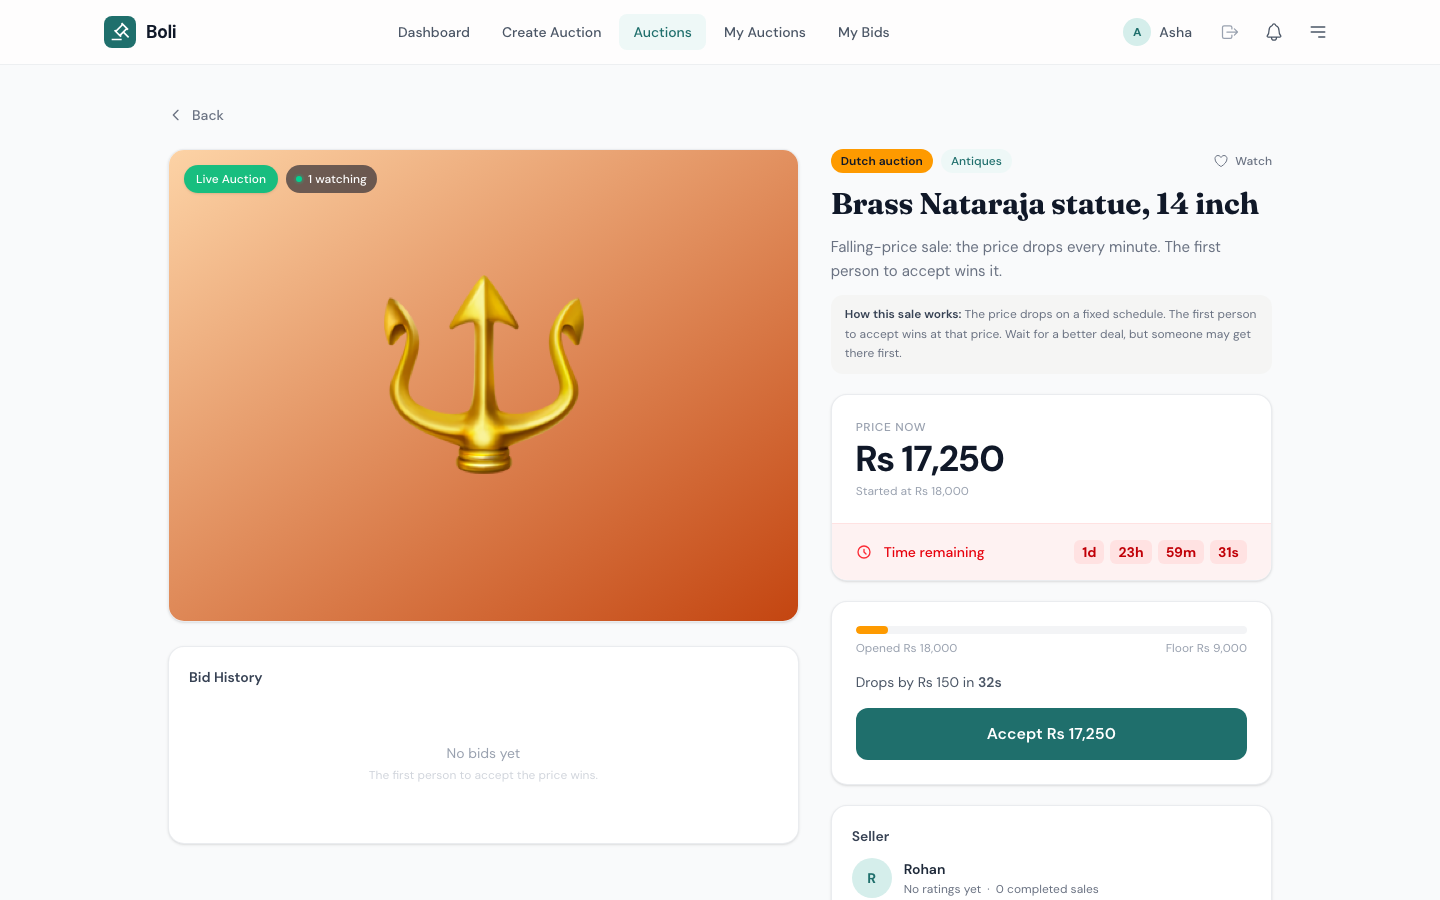 Boli
Dashboard
Create Auction
Auctions
My Auctions
My Bids
A
Asha
Back
Live Auction
1 watching
Dutch auction
Antiques
Watch
Brass Nataraja statue, 14 inch
Falling-price sale: the price drops every minute. The first
person to accept wins it.
How this sale works: The price drops on a fixed schedule. The first person
to accept wins at that price. Wait for a better deal, but someone may get
there first.
PRICE NOW
Rs 17,250
Started at Rs 18,000
Time remaining
1d
23h
59m
31s
Opened Rs 18,000
Floor Rs 9,000
Drops by Rs 150 in 32s
Accept Rs 17,250
Bid History
No bids yet
The first person to accept the price wins.
Seller
R
Rohan
No ratings yet · 0 completed sales